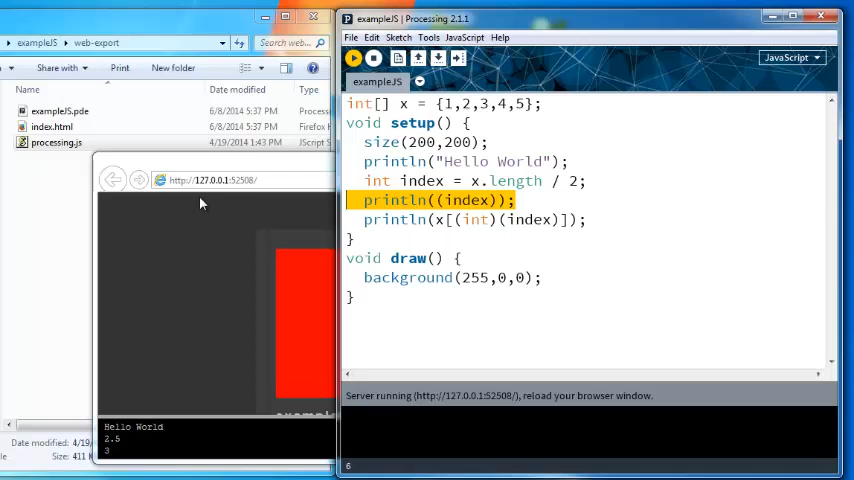 exampleJS
web-export
Search web...
Share with
Print
New folder
Name
Date modified
Type
exampleJS.pde
6/8/2014 5:37 PM
Process
index.html
6/8/2014 5:37 PM
Firefox H
processing.js
4/19/2014 1:43 PM
JScript S
http://127.0.0.1:52508/
Hello World
2.5
3
Date modified: 4/19
Size: 411 K
exampleJS | Processing 2.1.1
File Edit Sketch Tools JavaScript Help
JavaScript
exampleJS
int[] x = {1,2,3,4,5};
void setup() {
size(200,200);
println("Hello World");
int index = x.length / 2;
println((index));
println(x[(int)(index)]);
}
void draw() {
background(255,0,0);
}
Server running (http://127.0.0.1:52508/), reload your browser window.
6